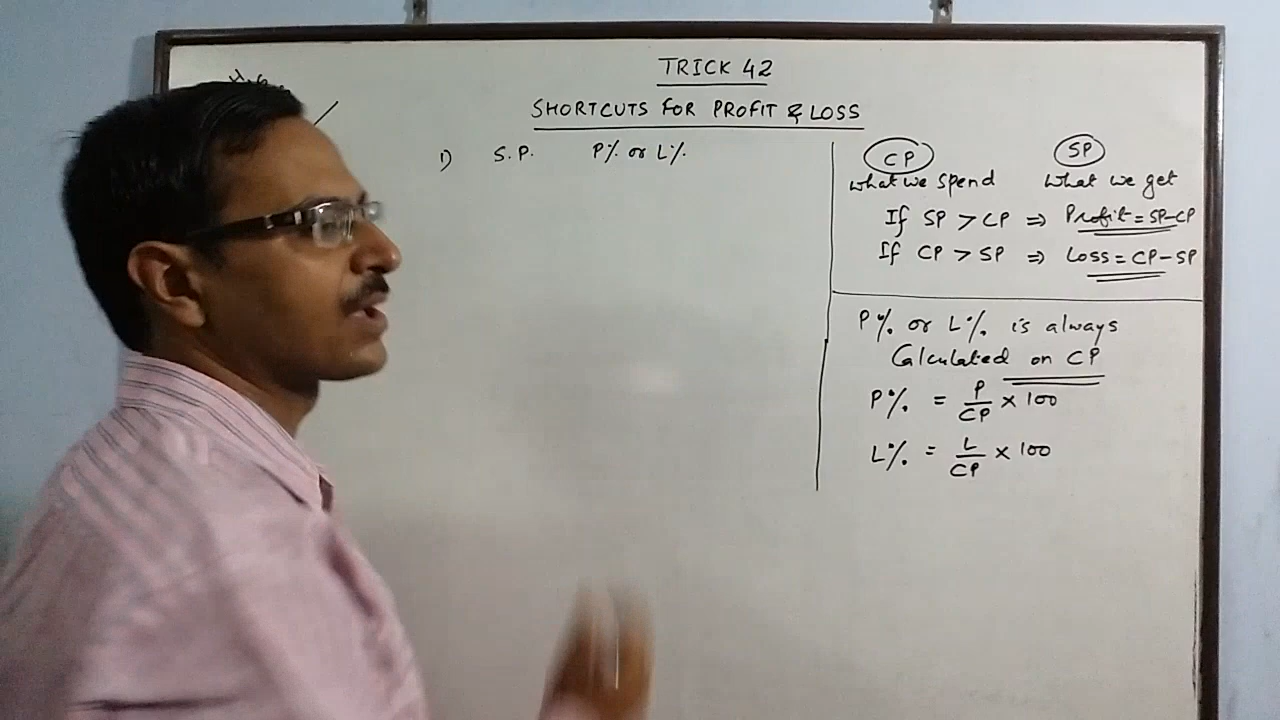 TRICK 42
SHORTCUTS FOR PROFIT & LOSS
1) S.P. P% or L%
CP SP
What we spend What we get
If SP > CP ⇒ Profit = SP-CP
If CP > SP ⇒ Loss = CP-SP
P% or L% is always
Calculated on CP
P% = P/CP × 100
L% = L/CP × 100